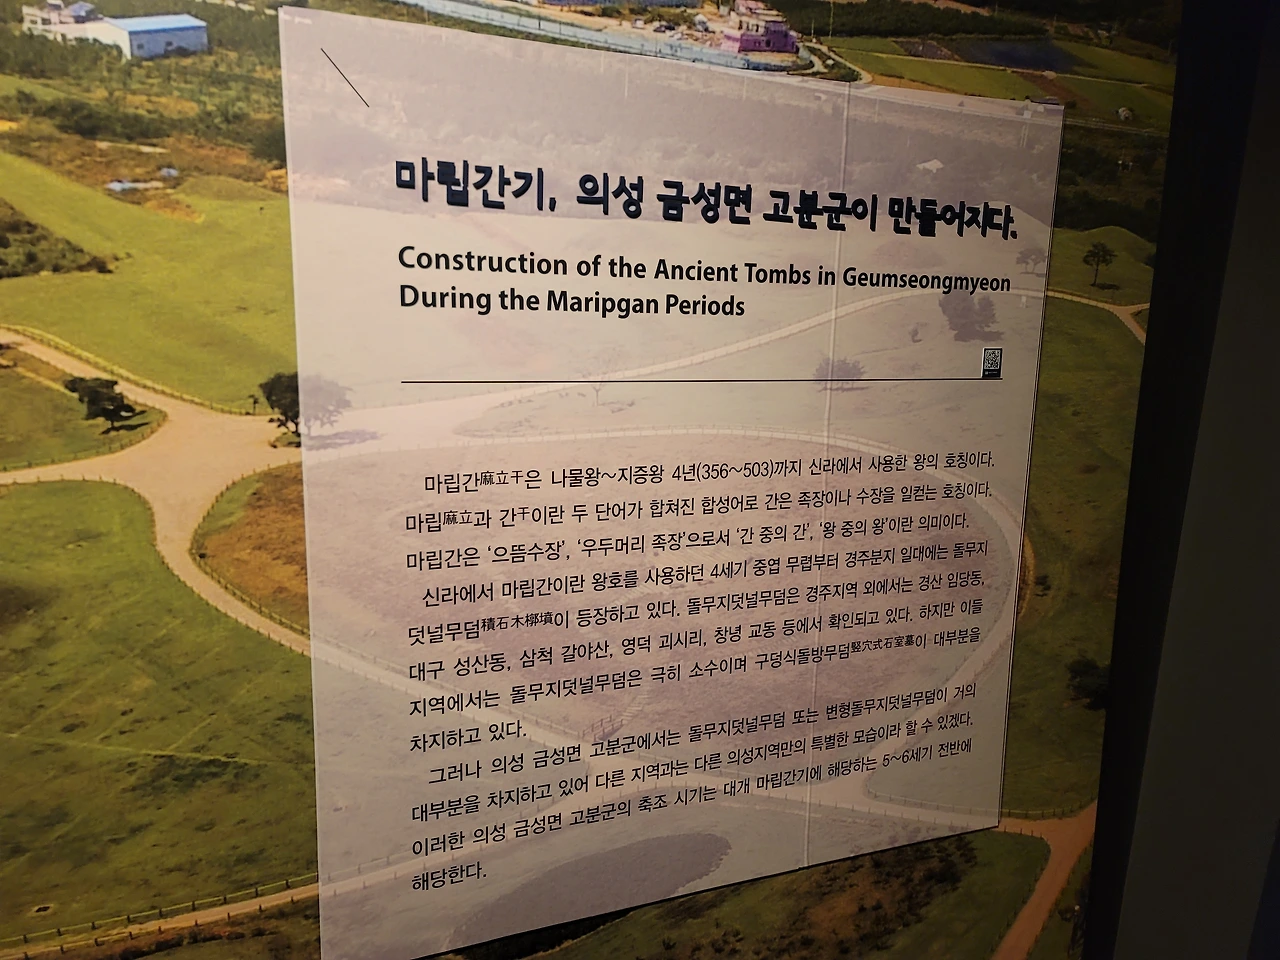 마립간기, 의성 금성면 고분군이 만들어지다.
Construction of the Ancient Tombs in Geumseongmyeon
During the Maripgan Periods
마립간麻立干은 나물왕~지증왕 4년(356~503)까지 신라에서 사용한 왕의 호칭이다.
마립麻立과 간干이란 두 단어가 합쳐진 합성어로 간은 족장이나 수장을 일컫는 호칭이다.
마립간은 ‘으뜸수장’, ‘우두머리 족장’으로서 ‘간 중의 간’, ‘왕 중의 왕’이란 의미이다.
신라에서 마립간이란 왕호를 사용하던 4세기 중엽 무렵부터 경주분지 일대에는 돌무지
덧널무덤積石木槨墳이 등장하고 있다. 돌무지덧널무덤은 경주지역 외에서는 경산 임당동,
대구 성산동, 삼척 갈야산, 영덕 괴시리, 창녕 교동 등에서 확인되고 있다. 하지만 이들
지역에서는 돌무지덧널무덤은 극히 소수이며 구덩식돌방무덤竪穴式石室墓이 대부분을
차지하고 있다.
그러나 의성 금성면 고분군에서는 돌무지덧널무덤 또는 변형돌무지덧널무덤이 거의
대부분을 차지하고 있어 다른 지역과는 다른 의성지역만의 특별한 모습이라 할 수 있겠다.
이러한 의성 금성면 고분군의 축조 시기는 대개 마립간기에 해당하는 5~6세기 전반에
해당한다.